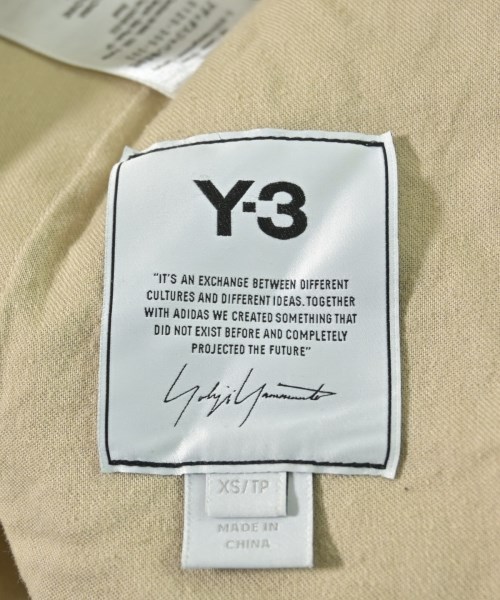 Y-3
"IT'S AN EXCHANGE BETWEEN DIFFERENT
CULTURES AND DIFFERENT IDEAS. TOGETHER
WITH ADIDAS WE CREATED SOMETHING THAT
DID NOT EXIST BEFORE AND COMPLETELY
PROJECTED THE FUTURE"
Yohji Yamamoto
XS/TP
MADE IN
CHINA